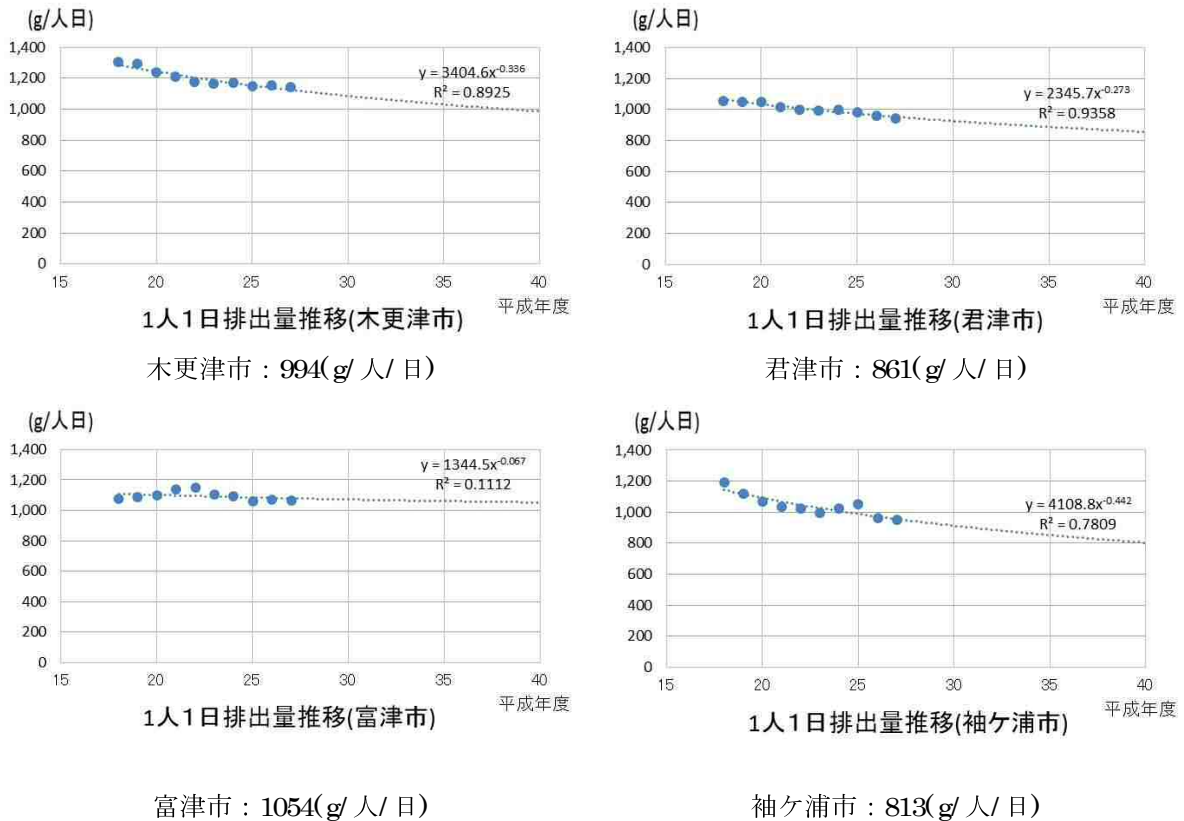 (g/人日)
1,400
1,200
1,000
800
600
400
200
0
15 20 25 30 35 40
y = 3404.6x^-0.336
R² = 0.8925
平成年度
1人1日排出量推移(木更津市)
木更津市：994(g/人/日)
(g/人日)
1,400
1,200
1,000
800
600
400
200
0
15 20 25 30 35 40
y = 2345.7x^-0.273
R² = 0.9358
平成年度
1人1日排出量推移(君津市)
君津市：861(g/人/日)
(g/人日)
1,400
1,200
1,000
800
600
400
200
0
15 20 25 30 35 40
y = 1344.5x^-0.067
R² = 0.1112
平成年度
1人1日排出量推移(富津市)
富津市：1054(g/人/日)
(g/人日)
1,400
1,200
1,000
800
600
400
200
0
15 20 25 30 35 40
y = 4108.8x^-0.442
R² = 0.7809
平成年度
1人1日排出量推移(袖ケ浦市)
袖ケ浦市：813(g/人/日)